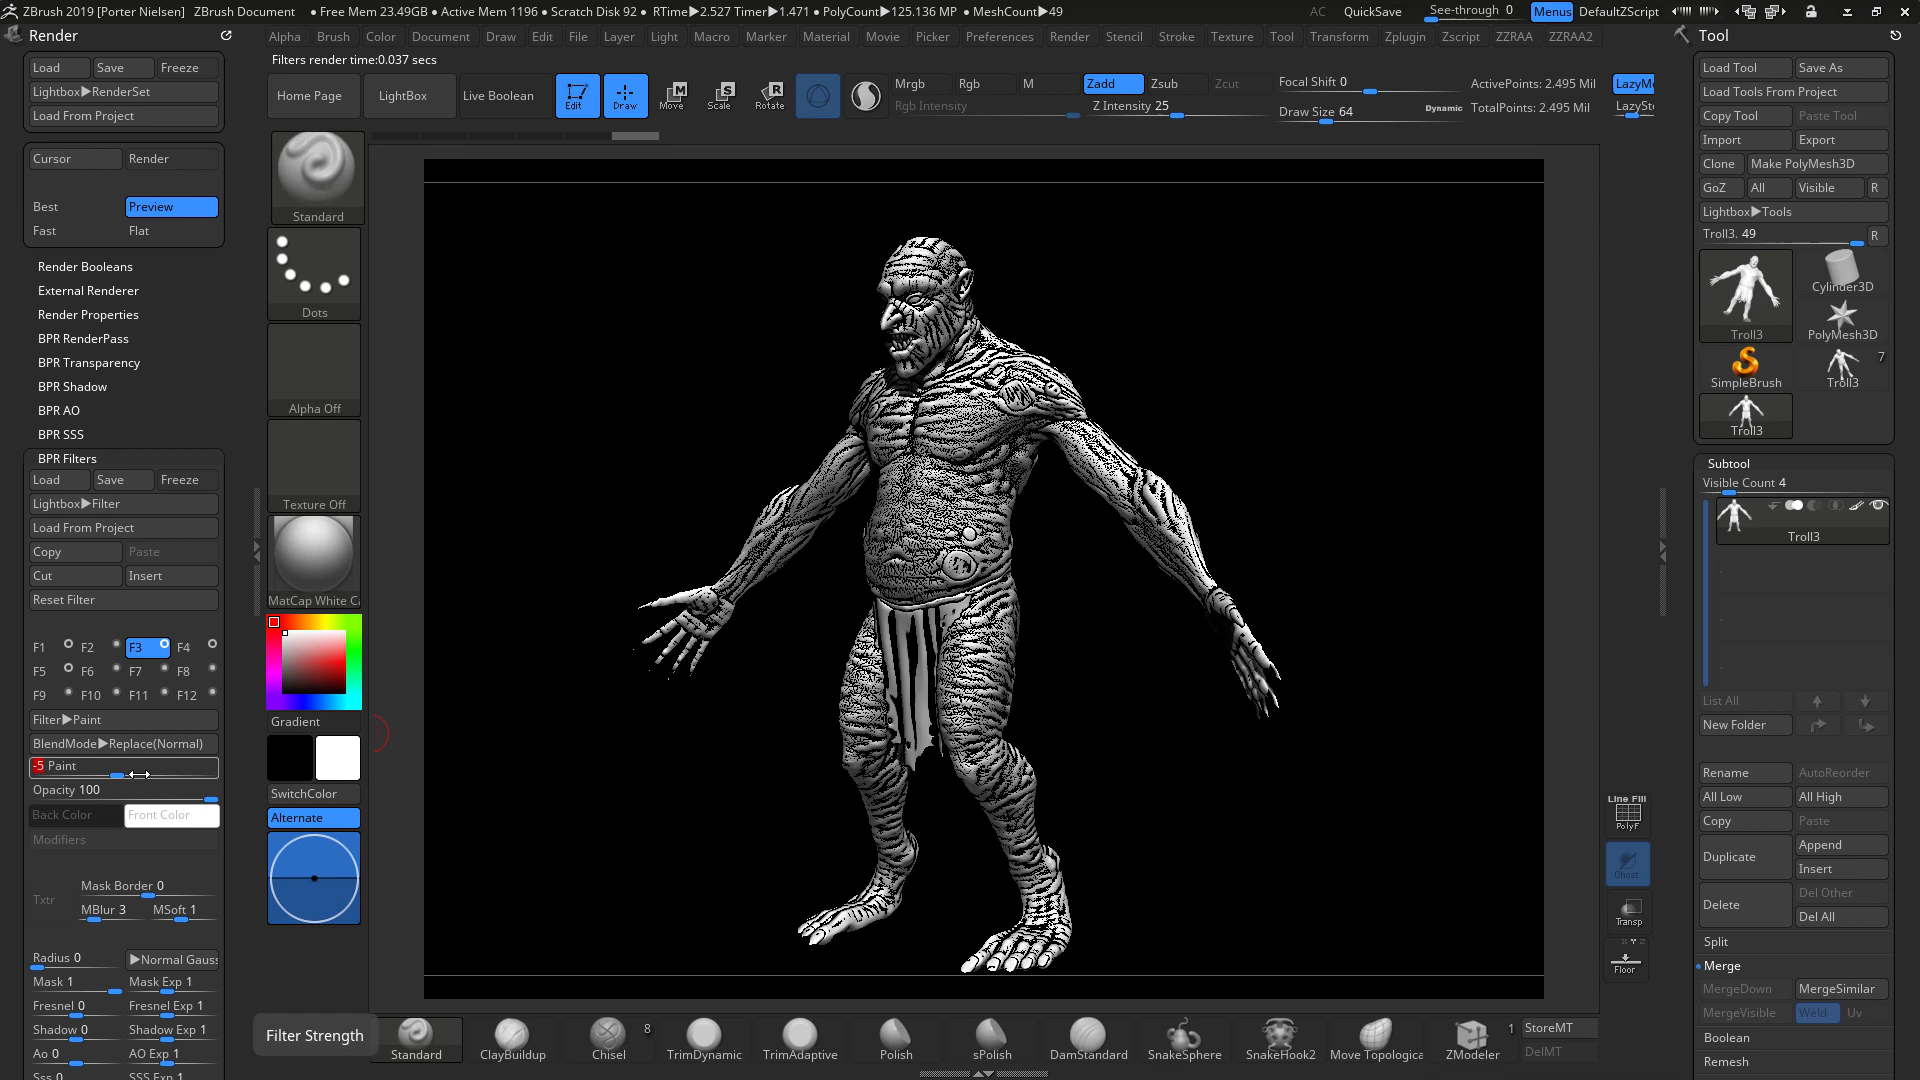 ZBrush 2019 [Porter Nielsen] ZBrush Document • Free Mem 23.49GB • Active Mem 1196 • Scratch Disk 92 • RTime▶2.527 Timer▶1.471 • PolyCount▶125.136 MP • MeshCount▶49 AC QuickSave See-through 0 Menus DefaultZScript
Render
Alpha Brush Color Document Draw Edit File Layer Light Macro Marker Material Movie Picker Preferences Render Stencil Stroke Texture Tool Transform Zplugin Zscript ZZRAA ZZRAA2
Tool
Filters render time:0.037 secs
Load Save Freeze
Lightbox▶RenderSet
Load From Project
Home Page LightBox Live Boolean Edit Draw Move Scale Rotate
Mrgb Rgb M Zadd Zsub Zcut
Rgb Intensity Z Intensity 25
Focal Shift 0
Draw Size 64 Dynamic
ActivePoints: 2.495 Mil
TotalPoints: 2.495 Mil
LazyM
LazySt
Load Tool Save As
Load Tools From Project
Copy Tool Paste Tool
Import Export
Clone Make PolyMesh3D
GoZ All Visible R
Lightbox▶Tools
Troll3. 49 R
Troll3
Cylinder3D
PolyMesh3D
SimpleBrush
7
Troll3
Troll3
Cursor Render
Best Preview
Fast Flat
Render Booleans
External Renderer
Render Properties
BPR RenderPass
BPR Transparency
BPR Shadow
BPR AO
BPR SSS
BPR Filters
Load Save Freeze
Lightbox▶Filter
Load From Project
Copy Paste
Cut Insert
Reset Filter
F1 F2 F3 F4
F5 F6 F7 F8
F9 F10 F11 F12
Filter▶Paint
BlendMode▶Replace(Normal)
-5 Paint
Opacity 100
Back Color Front Color
Modifiers
Txtr
Mask Border 0
MBlur 3 MSoft 1
Radius 0 ▶Normal Gauss
Mask 1 Mask Exp 1
Fresnel 0 Fresnel Exp 1
Shadow 0 Shadow Exp 1
Ao 0 AO Exp 1
Sss 0 SSS Exp 1
Standard
Dots
Alpha Off
Texture Off
MatCap White Ca
Gradient
SwitchColor
Alternate
Filter Strength
Standard
ClayBuildup
8
Chisel
TrimDynamic
TrimAdaptive
Polish
sPolish
DamStandard
SnakeSphere
SnakeHook2
Move Topologica
1
ZModeler
StoreMT
DelMT
Line Fill
PolyF
Ghost
Transp
Floor
Subtool
Visible Count 4
Troll3
List All
New Folder
Rename AutoReorder
All Low All High
Copy Paste
Duplicate Append
Insert
Delete Del Other
Del All
Split
Merge
MergeDown MergeSimilar
MergeVisible Weld Uv
Boolean
Remesh